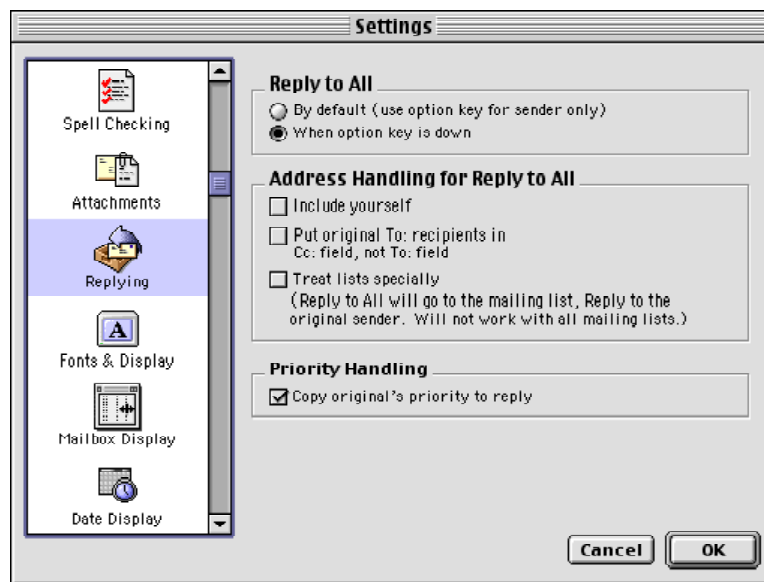 Settings
Spell Checking
Attachments
Replying
A
Fonts & Display
Mailbox Display
Date Display
Reply to All
By default (use option key for sender only)
When option key is down
Address Handling for Reply to All
Include yourself
Put original To: recipients in
Cc: field, not To: field
Treat lists specially
(Reply to All will go to the mailing list, Reply to the
original sender. Will not work with all mailing lists.)
Priority Handling
Copy original's priority to reply
Cancel
OK